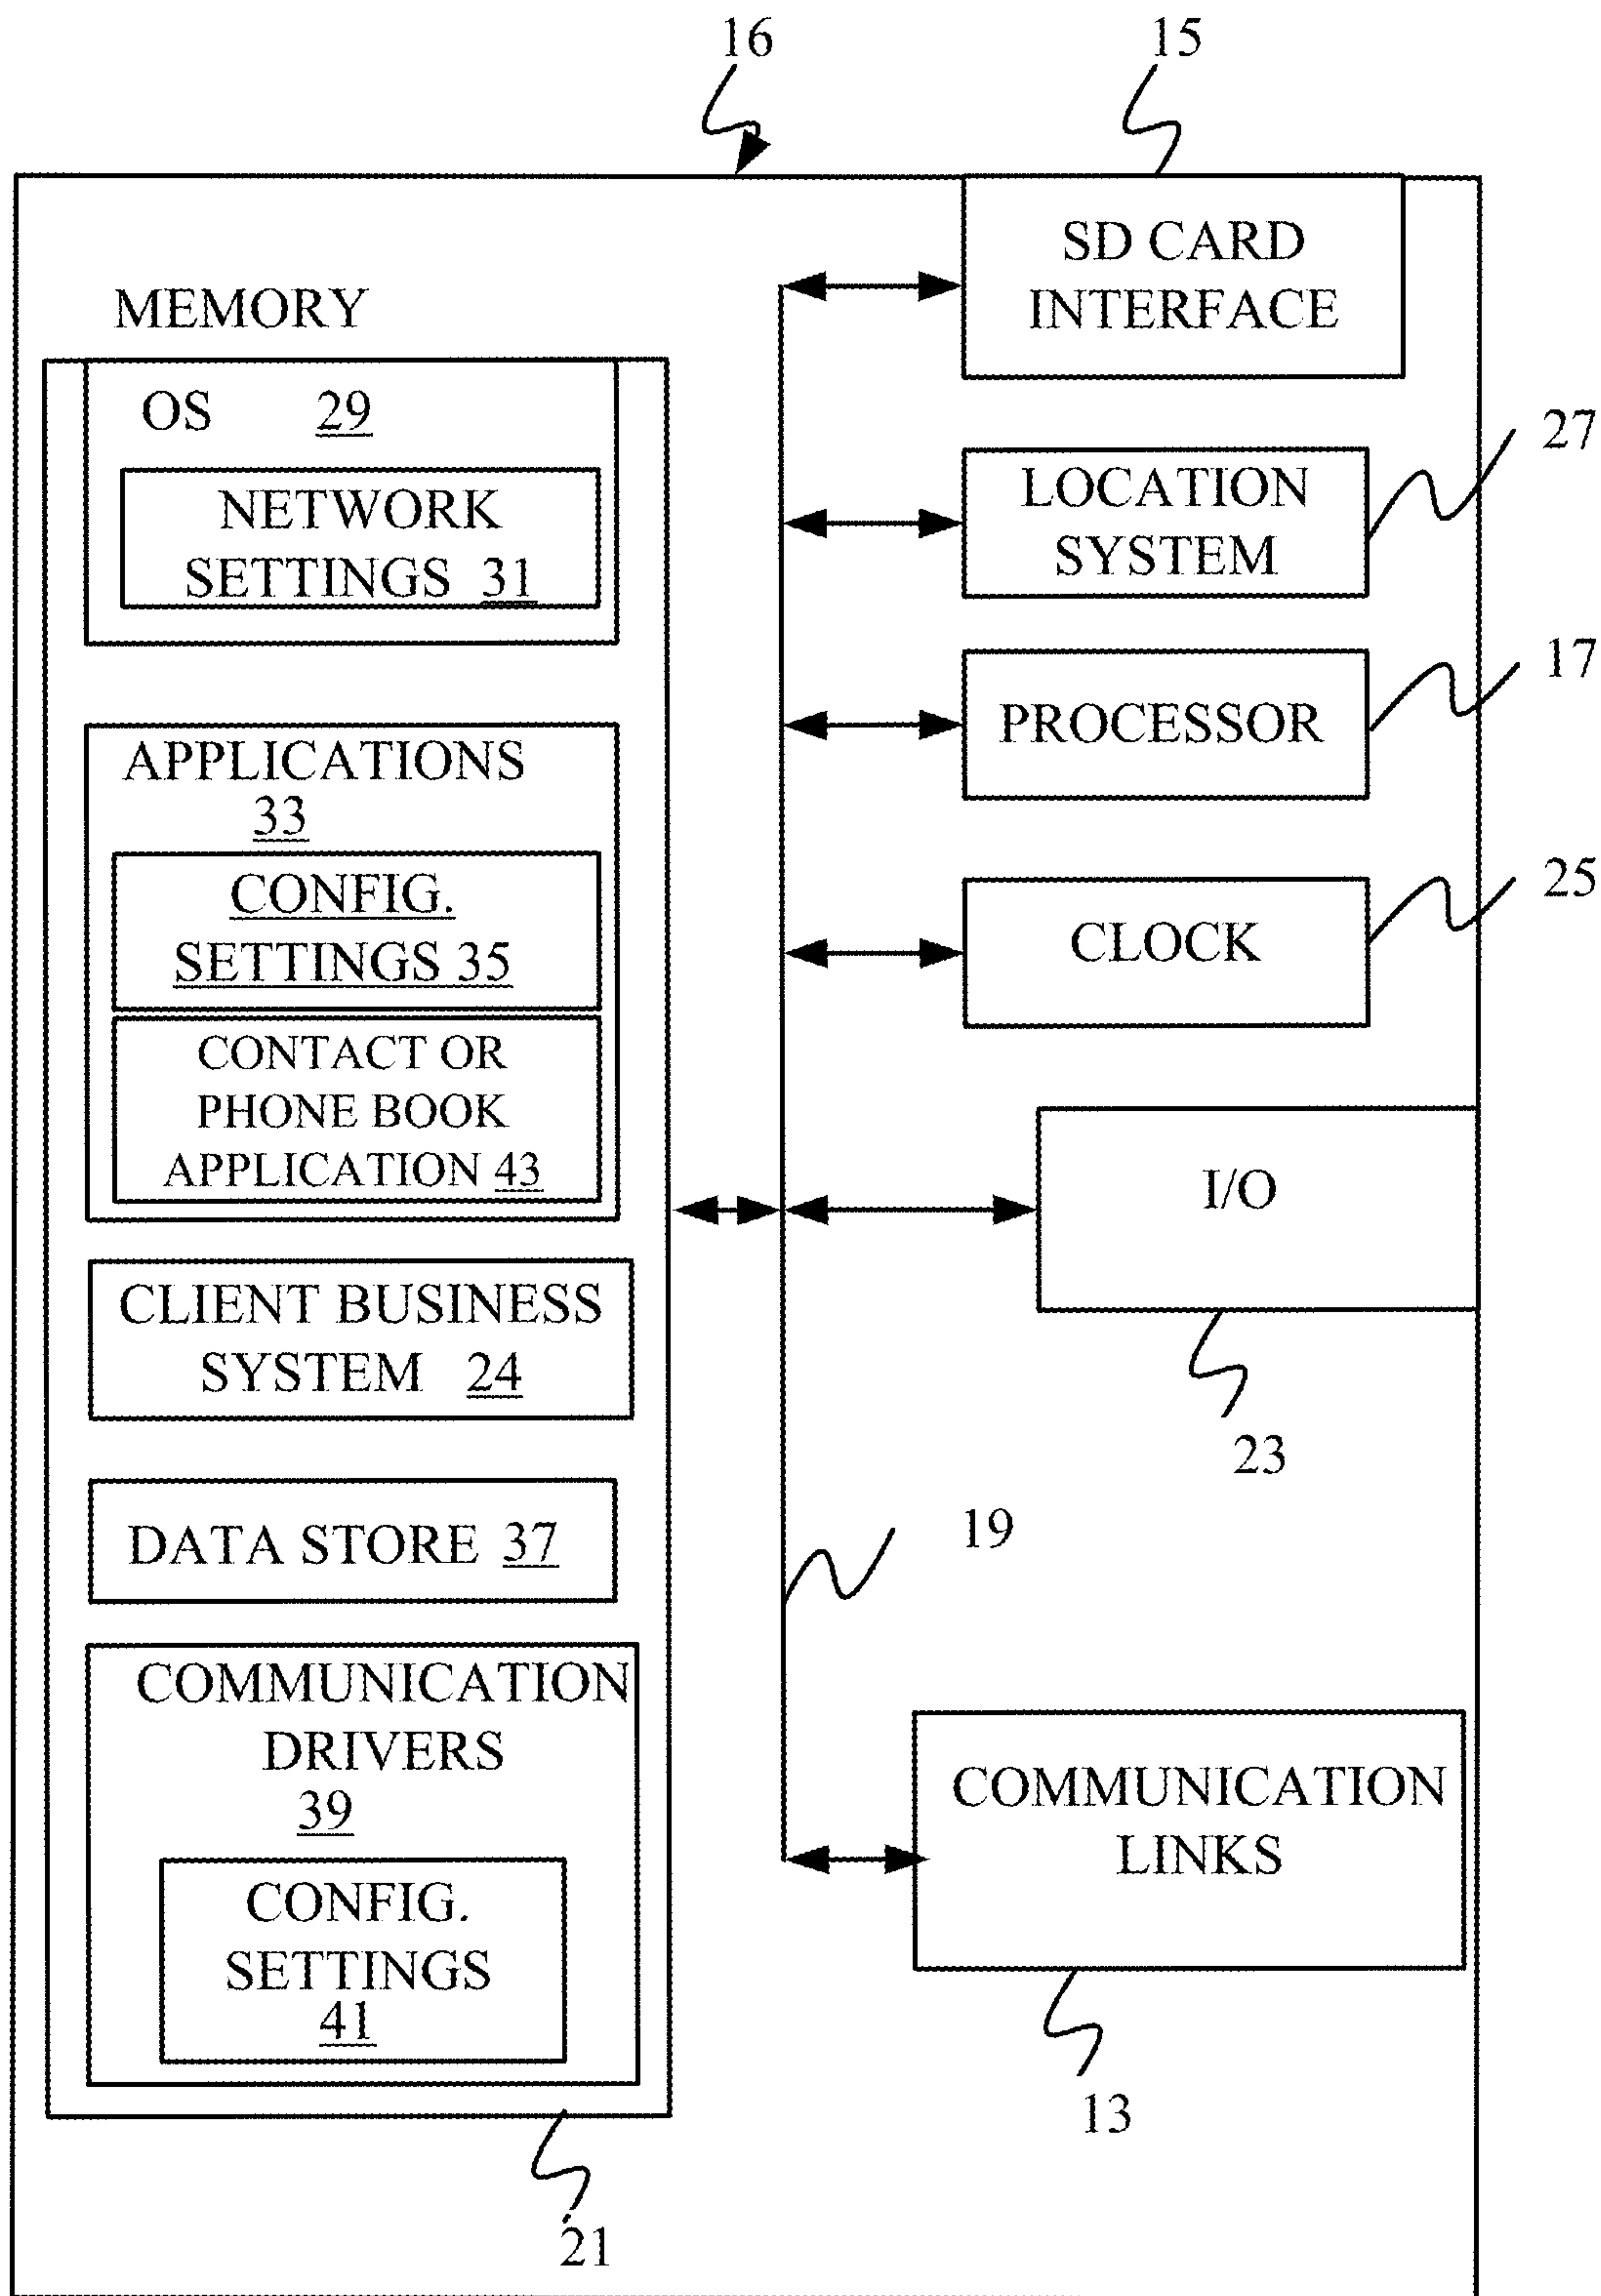 16
15
MEMORY
OS 29
NETWORK
SETTINGS 31
APPLICATIONS
33
CONFIG.
SETTINGS 35
CONTACT OR
PHONE BOOK
APPLICATION 43
CLIENT BUSINESS
SYSTEM 24
DATA STORE 37
COMMUNICATION
DRIVERS
39
CONFIG.
SETTINGS
41
21
SD CARD
INTERFACE
LOCATION
SYSTEM
27
PROCESSOR
17
CLOCK
25
I/O
23
19
COMMUNICATION
LINKS
13